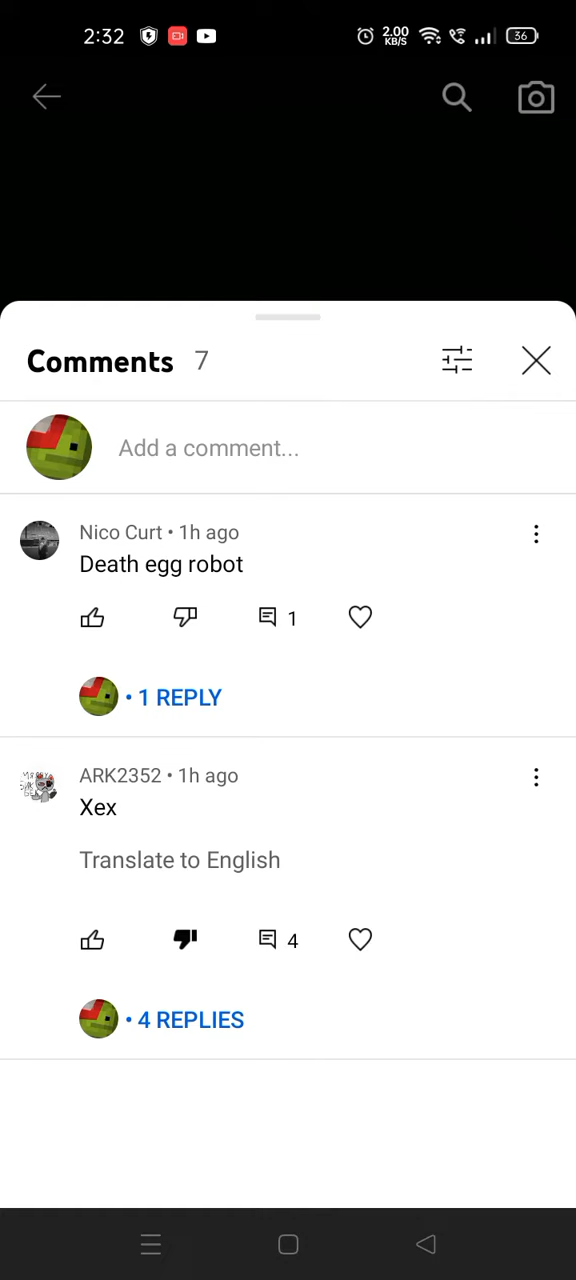 2:32
2.00
KB/S
36
Comments 7
Add a comment...
Nico Curt • 1h ago
Death egg robot
1
• 1 REPLY
ARK2352 • 1h ago
Xex
Translate to English
4
• 4 REPLIES